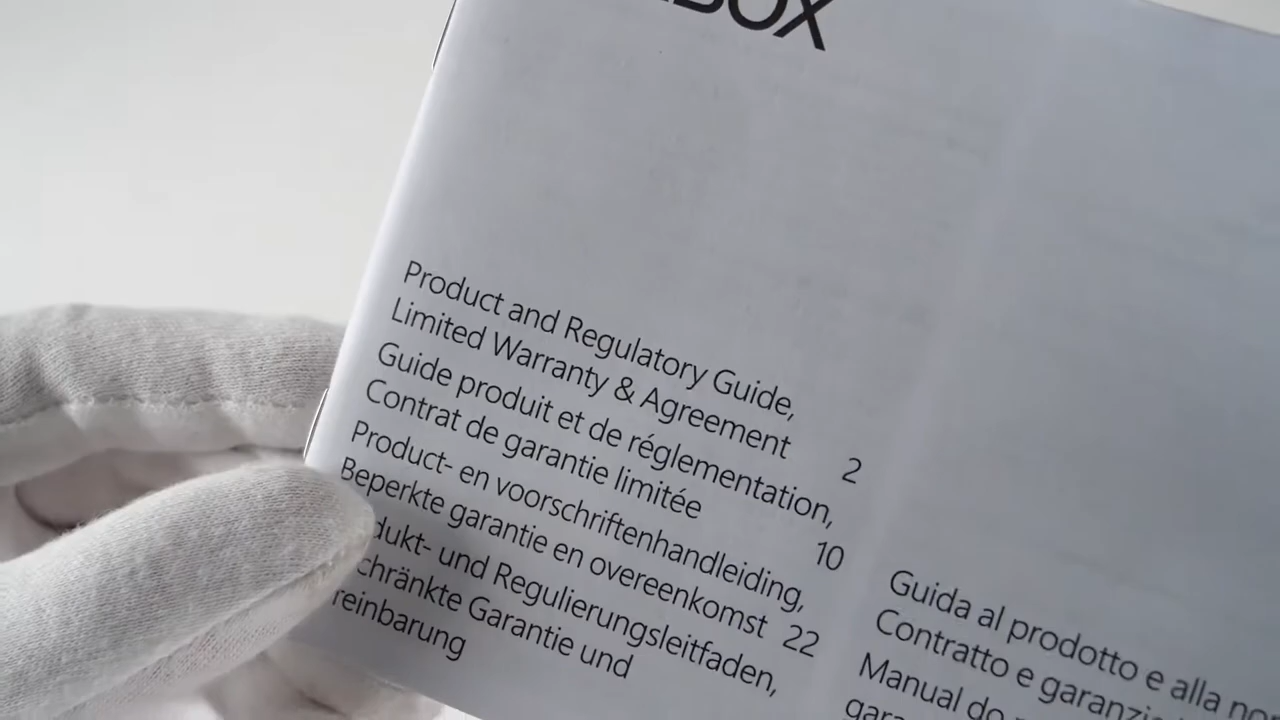 BOX
Product and Regulatory Guide,
Limited Warranty & Agreement 2
Guide produit et de réglementation,
Contrat de garantie limitée 10
Product- en voorschriftenhandleiding,
Beperkte garantie en overeenkomst 22
dukt- und Regulierungsleitfaden,
chränkte Garantie und
reinbarung
Guida al prodotto e alla
Contratto e
Manual do